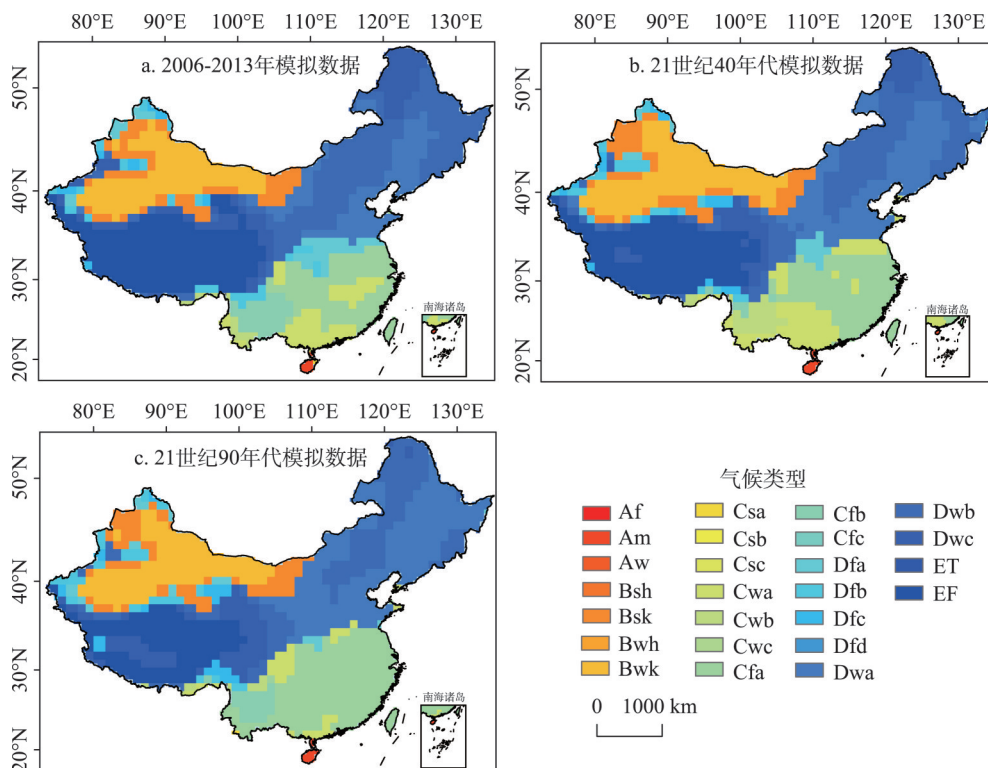 80°E 90°E 100°E 110°E 120°E 130°E
a. 2006-2013年模拟数据
50°N
40°N
30°N
20°N
南海诸岛
80°E 90°E 100°E 110°E 120°E 130°E
b. 21世纪40年代模拟数据
50°N
40°N
30°N
20°N
南海诸岛
80°E 90°E 100°E 110°E 120°E 130°E
c. 21世纪90年代模拟数据
50°N
40°N
30°N
20°N
南海诸岛
气候类型
Af
Am
Aw
Bsh
Bsk
Bwh
Bwk
Csa
Csb
Csc
Cwa
Cwb
Cwc
Cfa
Cfb
Cfc
Dfa
Dfb
Dfc
Dfd
Dwa
Dwb
Dwc
ET
EF
0 1000 km